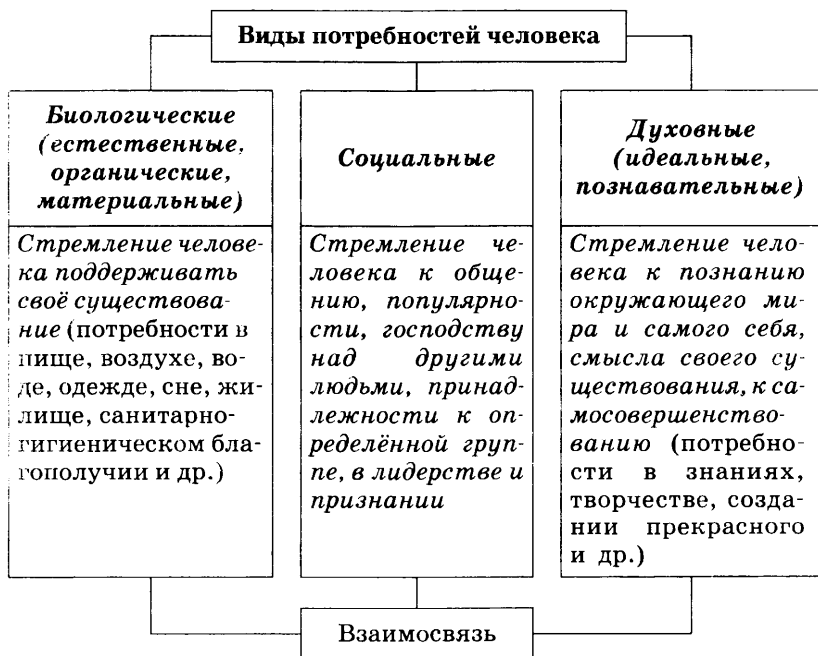 Виды потребностей человека
Биологические
(естественные,
органические,
материальные)
Стремление челове-
ка поддерживать
своё существова-
ние (потребности в
пище, воздухе, во-
де, одежде, сне, жи-
лище, санитарно-
гигиеническом бла-
гополучии и др.)
Социальные
Стремление че-
ловека к обще-
нию, популярно-
сти, господству
над другими
людьми, принад-
лежности к оп-
ределённой груп-
пе, в лидерстве и
признании
Духовные
(идеальные,
познавательные)
Стремление чело-
века к познанию
окружающего ми-
ра и самого себя,
смысла своего су-
ществования, к са-
мосовершенство-
ванию (потребно-
сти в знаниях,
творчестве, созда-
нии прекрасного
и др.)
Взаимосвязь